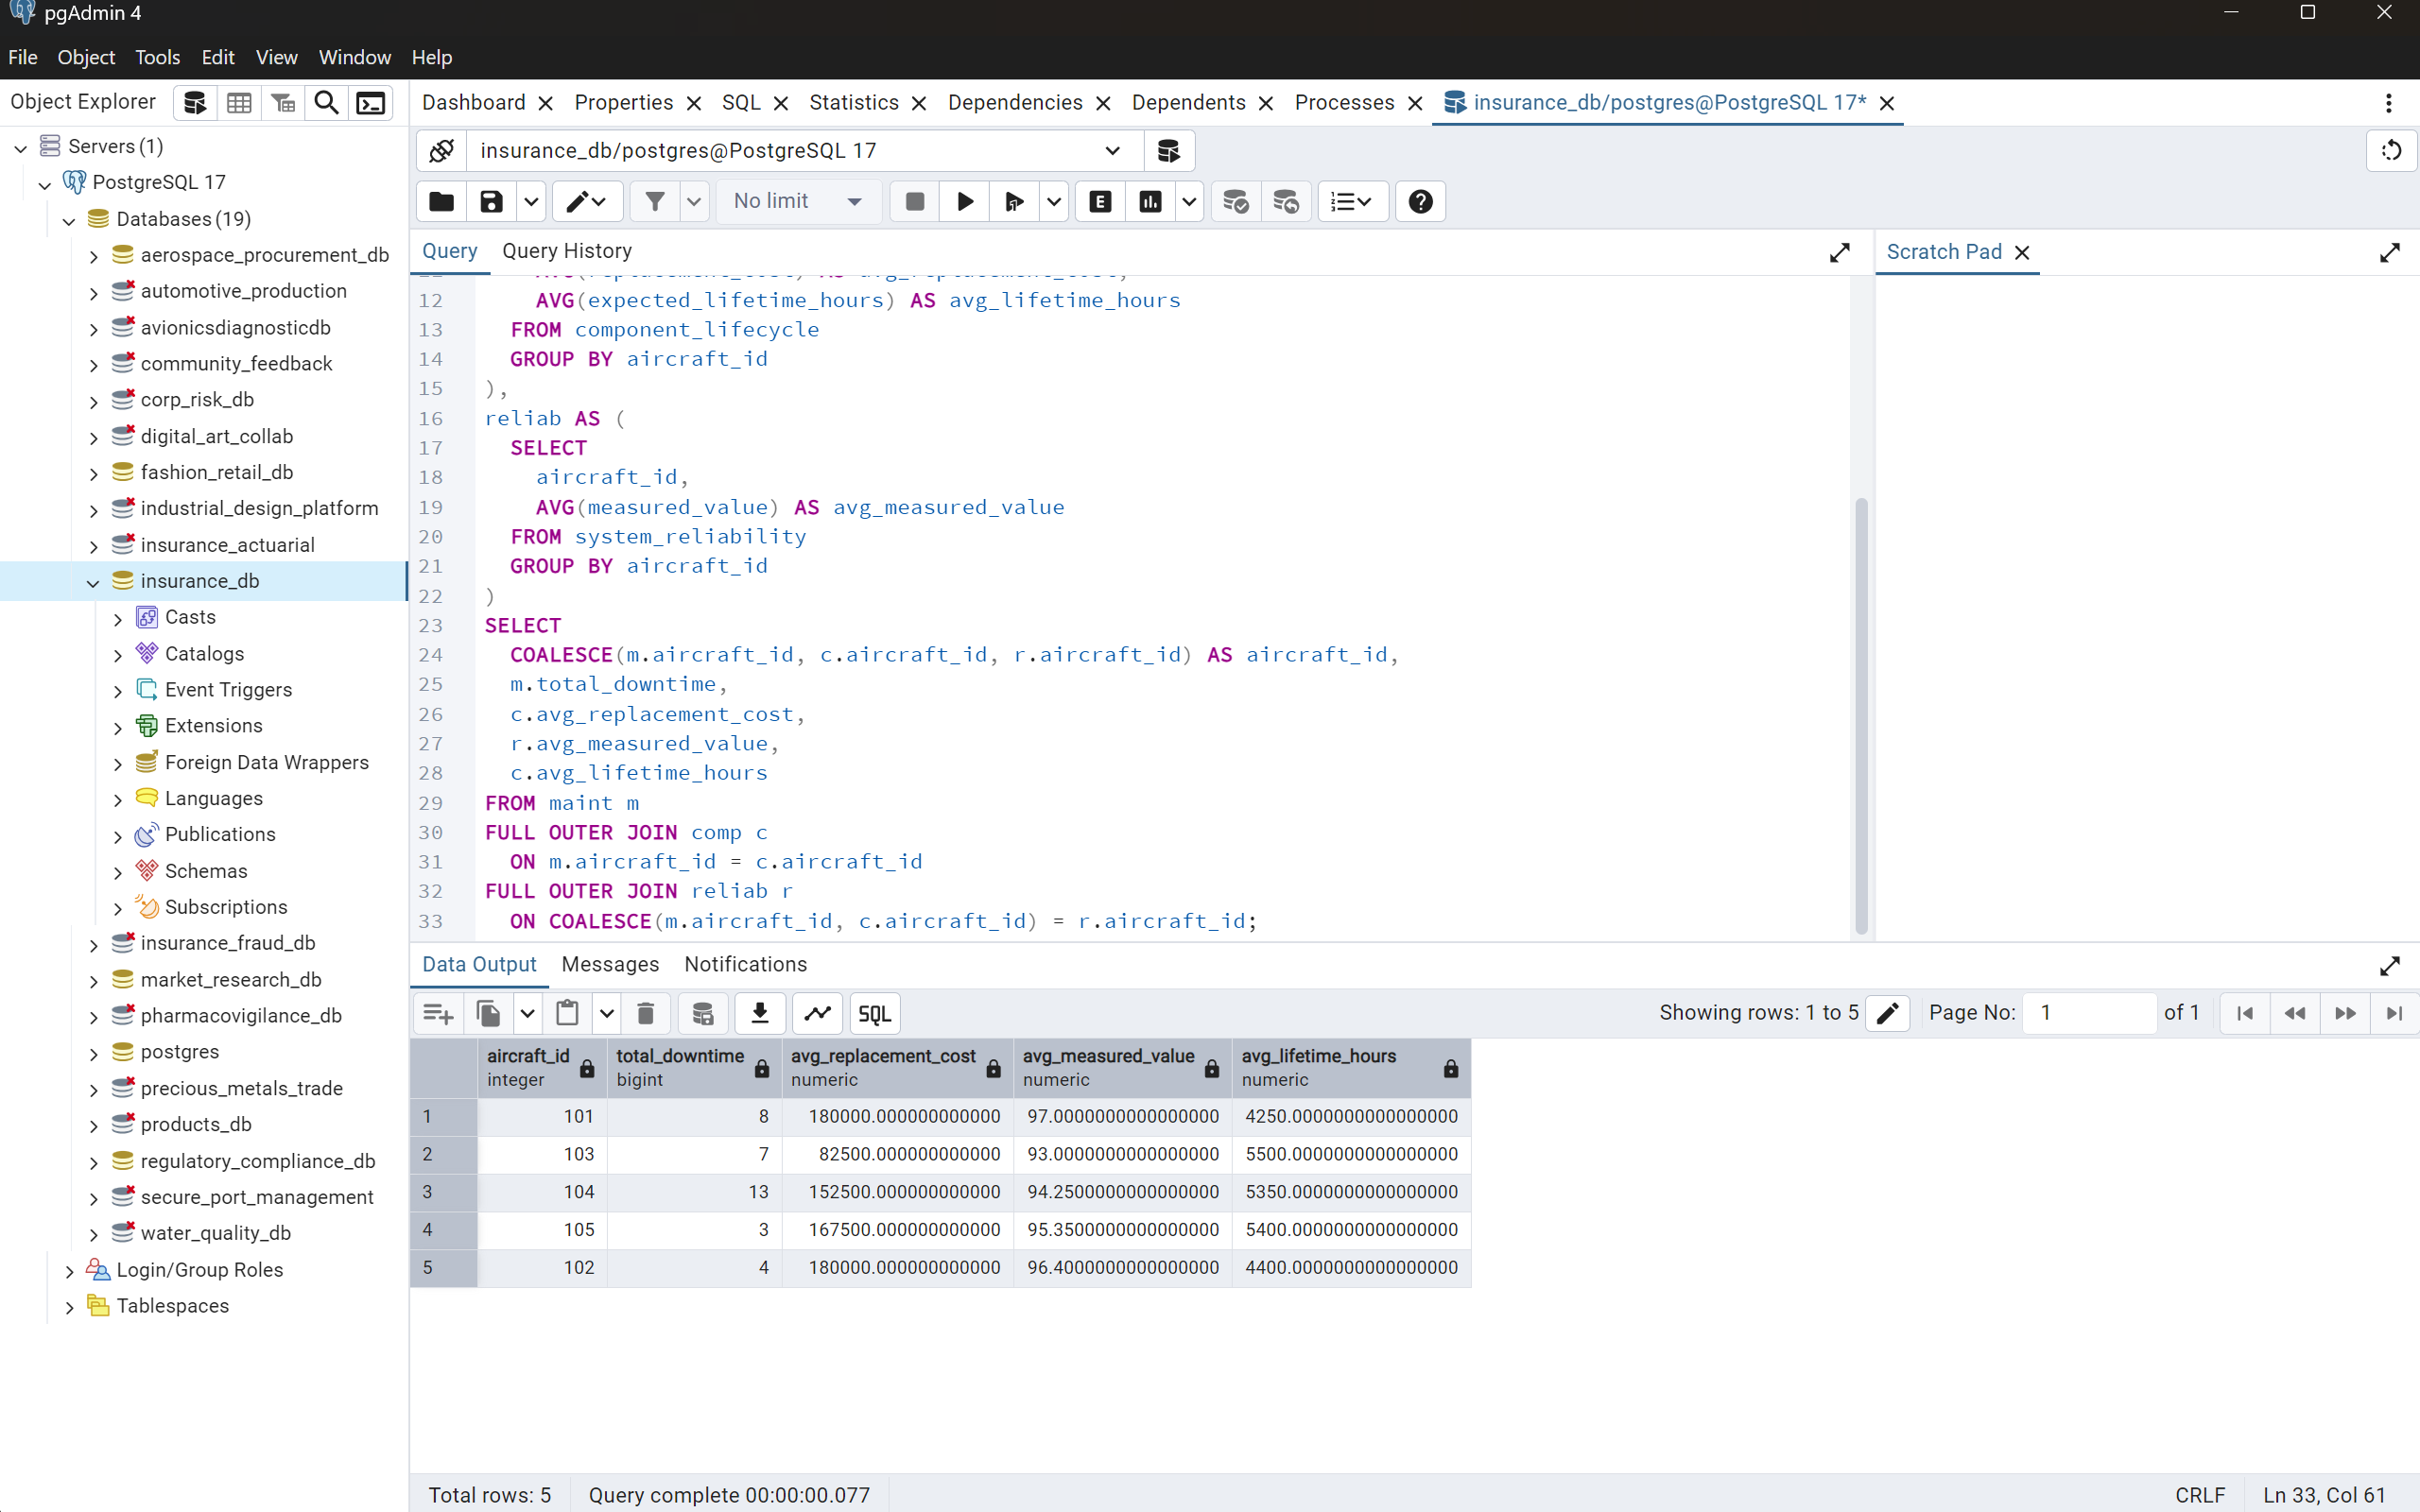 pgAdmin 4
File Object Tools Edit View Window Help
Object Explorer
Servers (1)
PostgreSQL 17
Databases (19)
aerospace_procurement_db
automotive_production
avionicsdiagnosticdb
community_feedback
corp_risk_db
digital_art_collab
fashion_retail_db
industrial_design_platform
insurance_actuarial
insurance_db
Casts
Catalogs
Event Triggers
Extensions
Foreign Data Wrappers
Languages
Publications
Schemas
Subscriptions
insurance_fraud_db
market_research_db
pharmacovigilance_db
postgres
precious_metals_trade
products_db
regulatory_compliance_db
secure_port_management
water_quality_db
Login/Group Roles
Tablespaces
Dashboard Properties SQL Statistics Dependencies Dependents Processes insurance_db/postgres@PostgreSQL 17*
insurance_db/postgres@PostgreSQL 17
No limit E
Query Query History
Scratch Pad
12 AVG(expected_lifetime_hours) AS avg_lifetime_hours
13 FROM component_lifecycle
14 GROUP BY aircraft_id
15 ),
16 reliab AS (
17 SELECT
18 aircraft_id,
19 AVG(measured_value) AS avg_measured_value
20 FROM system_reliability
21 GROUP BY aircraft_id
22 )
23 SELECT
24 COALESCE(m.aircraft_id, c.aircraft_id, r.aircraft_id) AS aircraft_id,
25 m.total_downtime,
26 c.avg_replacement_cost,
27 r.avg_measured_value,
28 c.avg_lifetime_hours
29 FROM maint m
30 FULL OUTER JOIN comp c
31 ON m.aircraft_id = c.aircraft_id
32 FULL OUTER JOIN reliab r
33 ON COALESCE(m.aircraft_id, c.aircraft_id) = r.aircraft_id;
Data Output Messages Notifications
SQL Showing rows: 1 to 5 Page No: 1 of 1
aircraft_id total_downtime avg_replacement_cost avg_measured_value avg_lifetime_hours
integer bigint numeric numeric numeric
1 101 8 180000.000000000000 97.0000000000000000 4250.0000000000000000
2 103 7 82500.000000000000 93.0000000000000000 5500.0000000000000000
3 104 13 152500.000000000000 94.2500000000000000 5350.0000000000000000
4 105 3 167500.000000000000 95.3500000000000000 5400.0000000000000000
5 102 4 180000.000000000000 96.4000000000000000 4400.0000000000000000
Total rows: 5 Query complete 00:00:00.077 CRLF Ln 33, Col 61